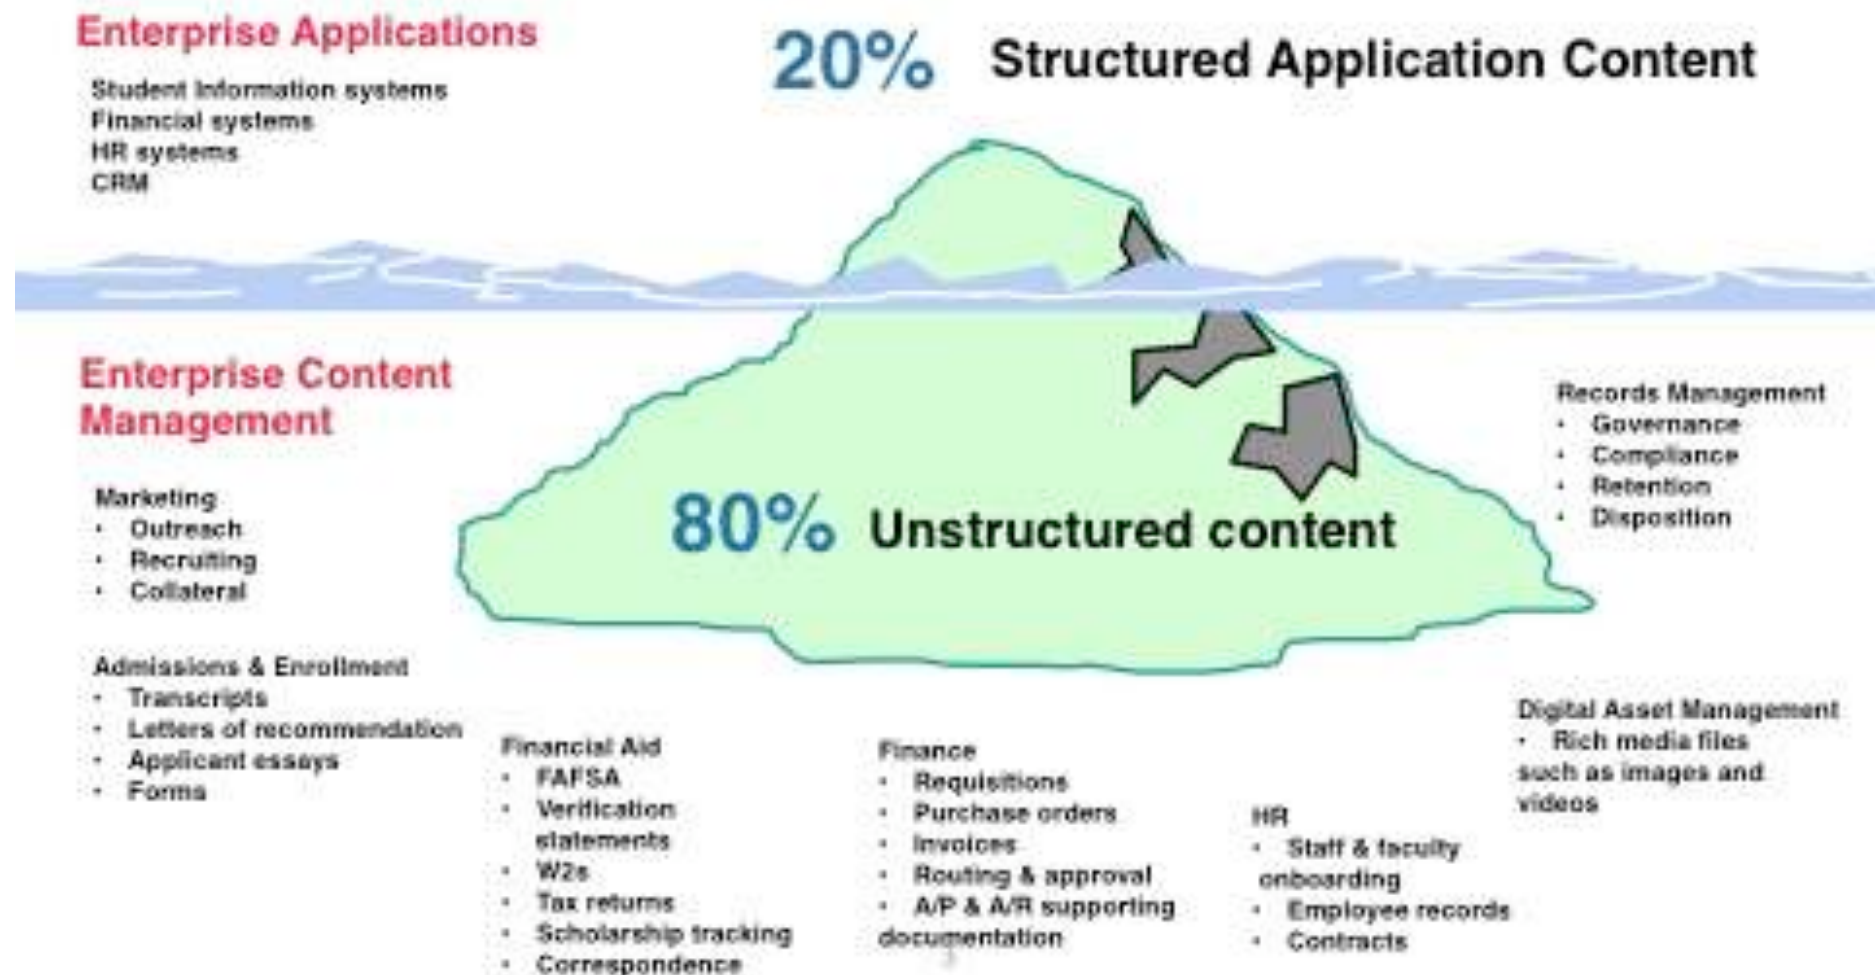 Enterprise Applications
Student Information systems
Financial systems
HR systems
CRM
20% Structured Application Content
Enterprise Content
Management
Marketing
• Outreach
• Recruiting
• Collateral
Admissions & Enrollment
• Transcripts
• Letters of recommendation
• Applicant essays
• Forms
80% Unstructured content
Records Management
• Governance
• Compliance
• Retention
• Disposition
Financial Aid
• FAFSA
• Verification
statements
• W2s
• Tax returns
• Scholarship tracking
• Correspondence
Finance
• Requisitions
• Purchase orders
• Invoices
• Routing & approval
• A/P & A/R supporting
documentation
HR
• Staff & faculty
onboarding
• Employee records
• Contracts
Digital Asset Management
• Rich media files
such as images and
videos